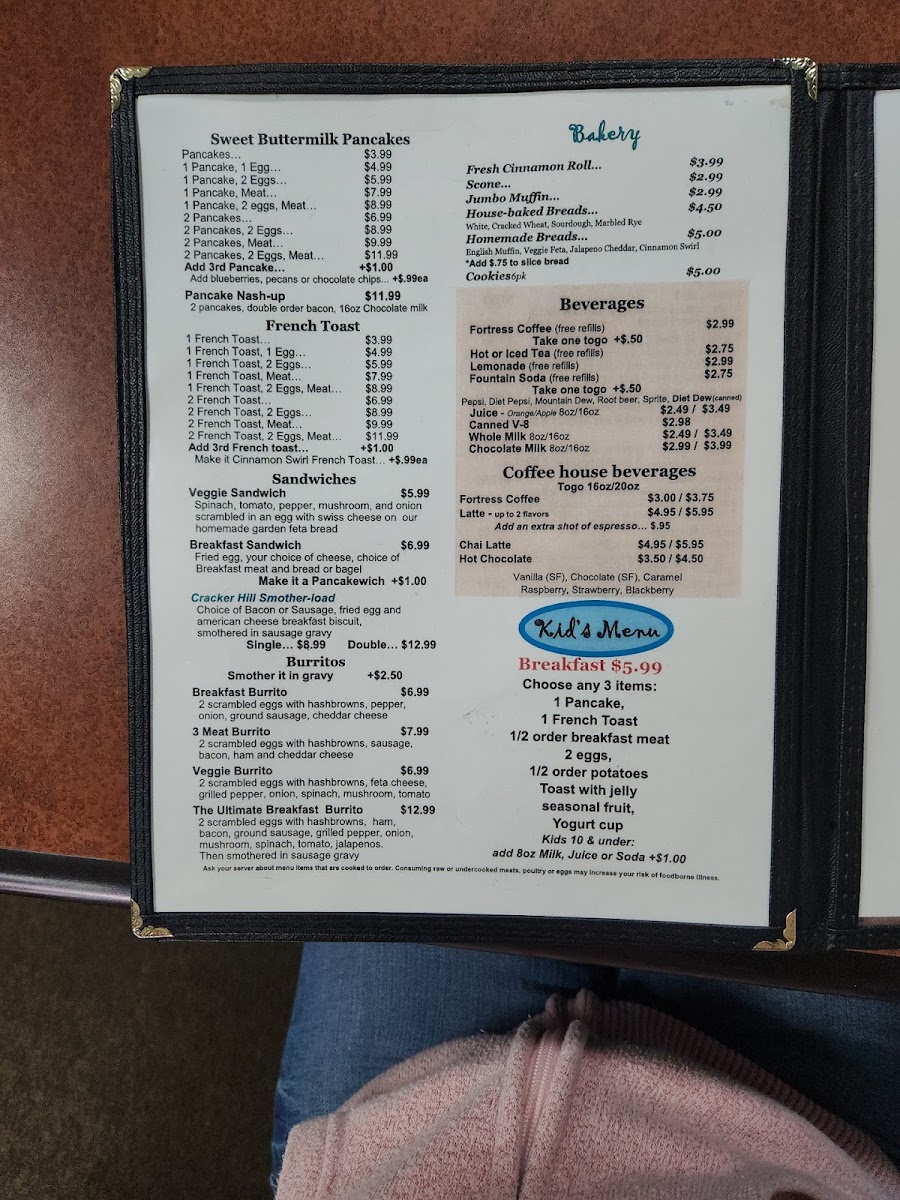 Sweet Buttermilk Pancakes
Pancakes... $3.99
1 Pancake, 1 Egg... $4.99
1 Pancake, 2 Eggs... $5.99
1 Pancake, Meat... $7.99
1 Pancake, 2 eggs, Meat... $8.99
2 Pancakes... $6.99
2 Pancakes, 2 Eggs... $8.99
2 Pancakes, Meat... $9.99
2 Pancakes, 2 Eggs, Meat... $11.99
Add 3rd Pancake... +$1.00
Add blueberries, pecans or chocolate chips... +$.99ea
Pancake Nash-up $11.99
2 pancakes, double order bacon, 16oz Chocolate milk
French Toast
1 French Toast... $3.99
1 French Toast, 1 Egg... $4.99
1 French Toast, 2 Eggs... $5.99
1 French Toast, Meat... $7.99
1 French Toast, 2 Eggs, Meat... $8.99
2 French Toast... $6.99
2 French Toast, 2 Eggs... $8.99
2 French Toast, Meat... $9.99
2 French Toast, 2 Eggs, Meat... $11.99
Add 3rd French toast... +$1.00
Make it Cinnamon Swirl French Toast... +$.99ea
Sandwiches
Veggie Sandwich $5.99
Spinach, tomato, pepper, mushroom, and onion
scrambled in an egg with swiss cheese on our
homemade garden feta bread
Breakfast Sandwich $6.99
Fried egg, your choice of cheese, choice of
Breakfast meat and bread or bagel
Make it a Pancakewich +$1.00
Cracker Hill Smother-load
Choice of Bacon or Sausage, fried egg and
american cheese breakfast biscuit,
smothered in sausage gravy
Single... $8.99 Double... $12.99
Burritos
Smother it in gravy +$2.50
Breakfast Burrito $6.99
2 scrambled eggs with hashbrowns, pepper,
onion, ground sausage, cheddar cheese
3 Meat Burrito $7.99
2 scrambled eggs with hashbrowns, sausage,
bacon, ham and cheddar cheese
Veggie Burrito $6.99
2 scrambled eggs with hashbrowns, feta cheese,
grilled pepper, onion, spinach, mushroom, tomato
The Ultimate Breakfast Burrito $12.99
2 scrambled eggs with hashbrowns, ham,
bacon, ground sausage, grilled pepper, onion,
mushroom, spinach, tomato, jalapenos.
Then smothered in sausage gravy
Bakery
Fresh Cinnamon Roll... $3.99
Scone... $2.99
Jumbo Muffin... $2.99
House-baked Breads... $4.50
White, Cracked Wheat, Sourdough, Marbled Rye
Homemade Breads... $5.00
English Muffin, Veggie Feta, Jalapeno Cheddar, Cinnamon Swirl
*Add $.75 to slice bread
Cookies6pk $5.00
Beverages
Fortress Coffee (free refills) $2.99
Take one togo +$.50
Hot or Iced Tea (free refills) $2.75
Lemonade (free refills) $2.99
Fountain Soda (free refills) $2.75
Take one togo +$.50
Pepsi, Diet Pepsi, Mountain Dew, Root beer, Sprite, Diet Dew(canned)
Juice - Orange/Apple 8oz/16oz $2.49 / $3.49
Canned V-8 $2.98
Whole Milk 8oz/16oz $2.49 / $3.49
Chocolate Milk 8oz/16oz $2.99 / $3.99
Coffee house beverages
Togo 16oz/20oz
Fortress Coffee $3.00 / $3.75
Latte - up to 2 flavors $4.95 / $5.95
Add an extra shot of espresso... $.95
Chai Latte $4.95 / $5.95
Hot Chocolate $3.50 / $4.50
Vanilla (SF), Chocolate (SF), Caramel
Raspberry, Strawberry, Blackberry
Kid's Menu
Breakfast $5.99
Choose any 3 items:
1 Pancake,
1 French Toast
1/2 order breakfast meat
2 eggs,
1/2 order potatoes
Toast with jelly
seasonal fruit,
Yogurt cup
Kids 10 & under:
add 8oz Milk, Juice or Soda +$1.00
Ask your server about menu items that are cooked to order. Consuming raw or undercooked meats, poultry or eggs may increase your risk of foodborne illness.